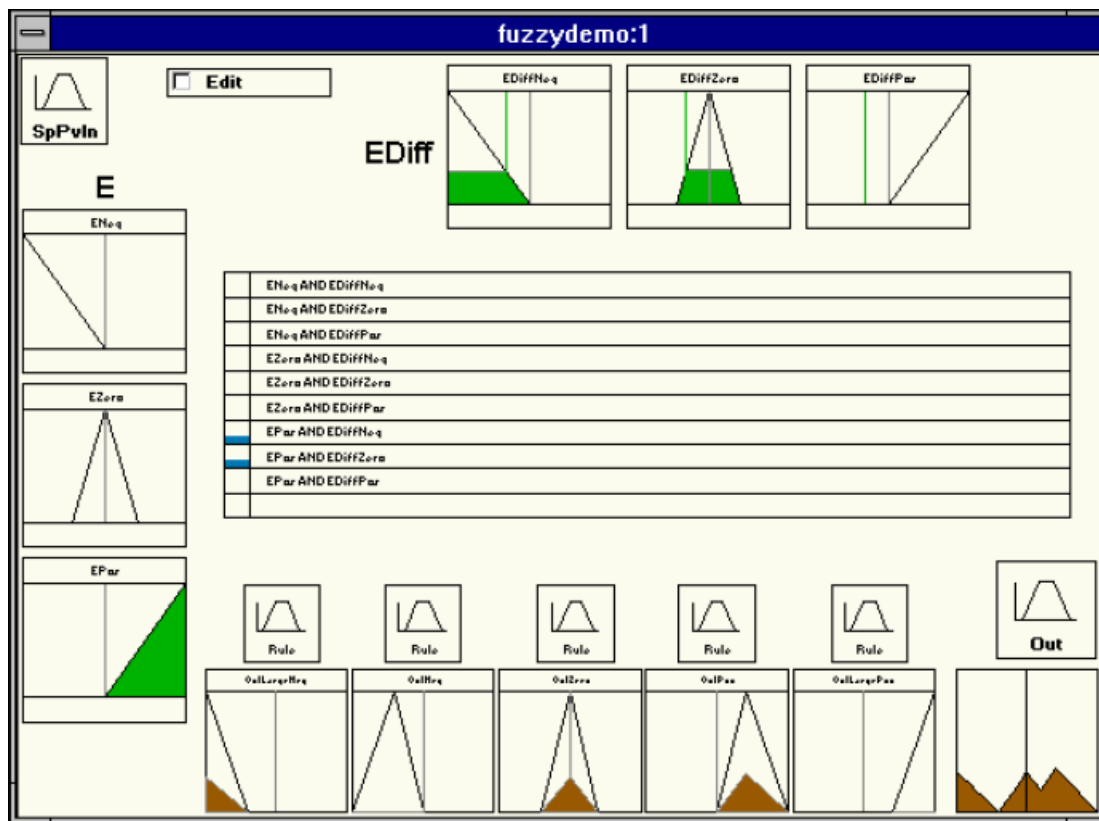 fuzzydemo:1
SpPvIn
Edit
EDiff
EDiffNeg
EDiffZero
EDiffPos
E
ENeg
EZero
EPos
ENeg AND EDiffNeg
ENeg AND EDiffZero
ENeg AND EDiffPos
EZero AND EDiffNeg
EZero AND EDiffZero
EZero AND EDiffPos
EPos AND EDiffNeg
EPos AND EDiffZero
EPos AND EDiffPos
Rule
Rule
Rule
Rule
Rule
Out
OutLargeNeg
OutNeg
OutZero
OutPos
OutLargePos